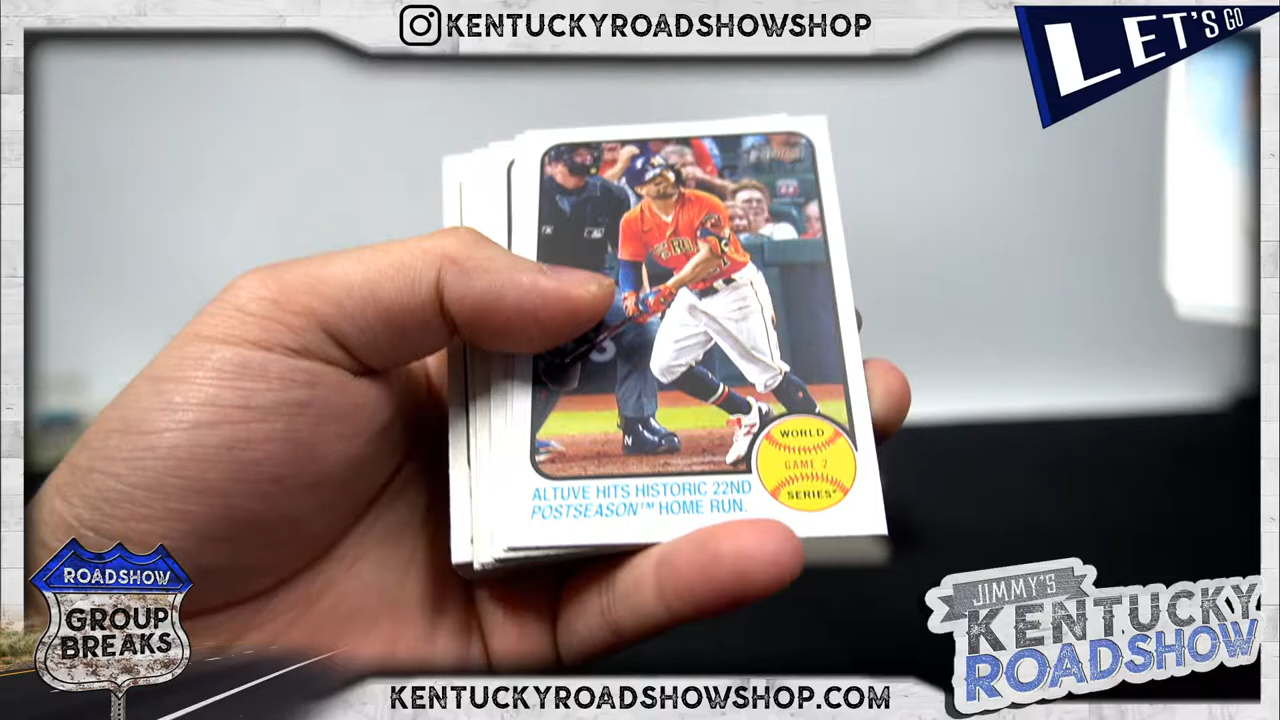 KENTUCKYROADSHOWSHOP
LET'S GO
WORLD
GAME 2
SERIES
ALTUVE HITS HISTORIC 22ND
POSTSEASON™ HOME RUN.
ROADSHOW
GROUP
BREAKS
JIMMY'S
KENTUCKY
ROADSHOW
KENTUCKYROADSHOWSHOP.COM